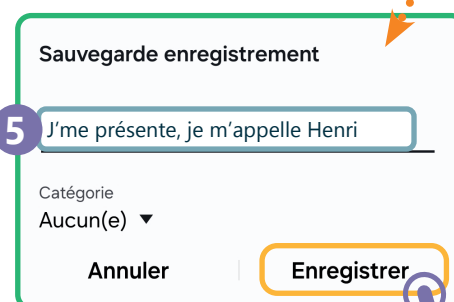 Sauvegarde enregistrement
5
J'me présente, je m'appelle Henri
Catégorie
Aucun(e)
Annuler
Enregistrer